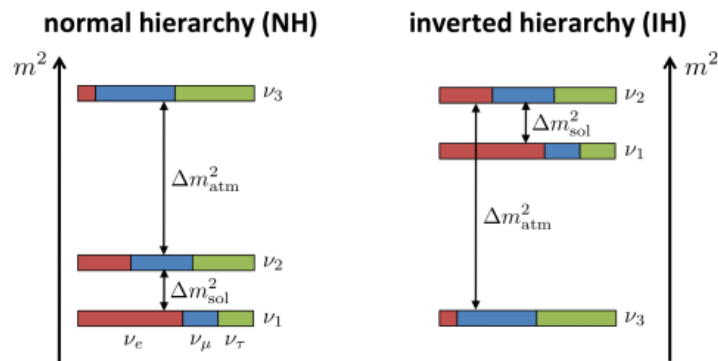 normal hierarchy (NH)
m²
ν₃
Δm²atm
ν₂
Δm²sol
ν₁
νe νμ ντ
inverted hierarchy (IH)
m²
ν₂
Δm²sol
ν₁
Δm²atm
ν₃